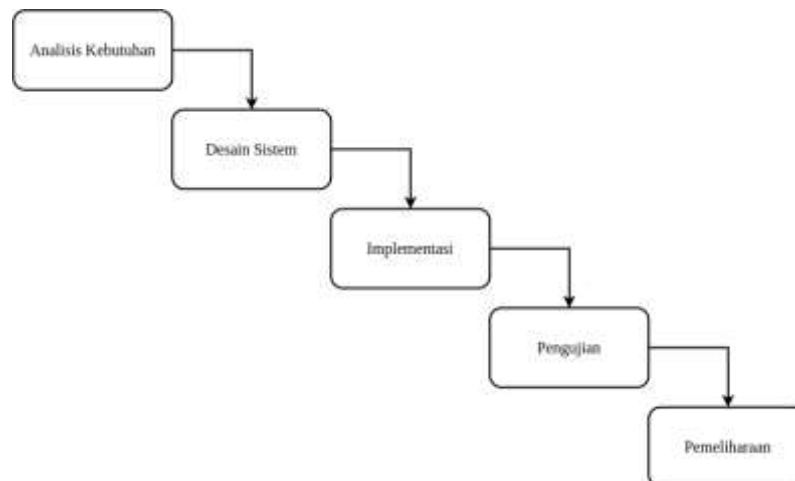 Analisis Kebutuhan
Desain Sistem
Implementasi
Pengujian
Pemeliharaan